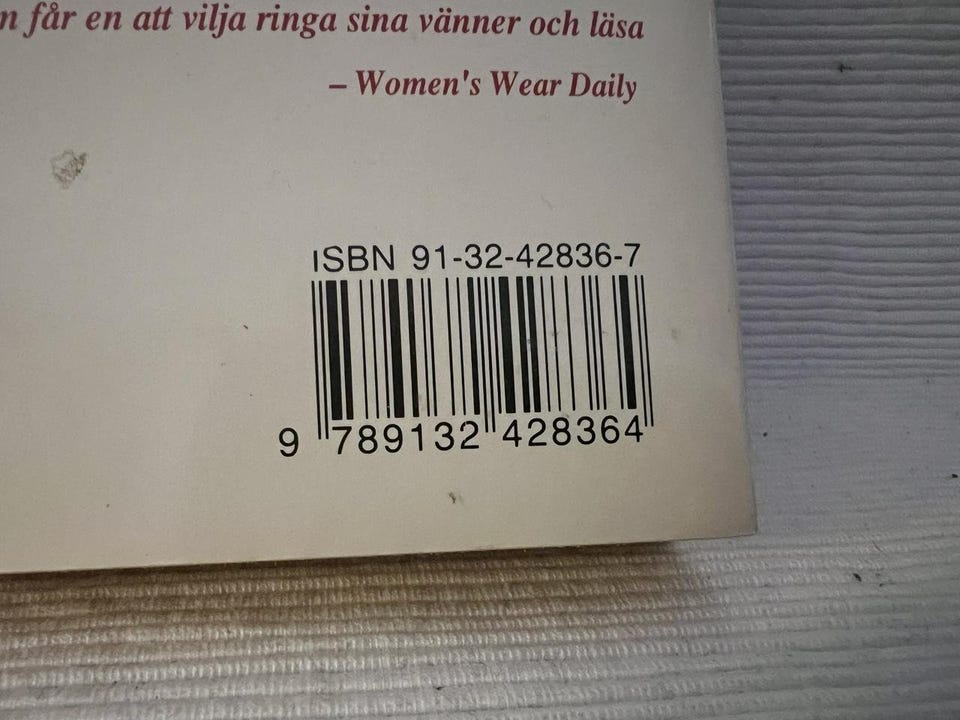 n får en att vilja ringa sina vänner och läsa
– Women's Wear Daily
ISBN 91-32-42836-7
9 789132 428364